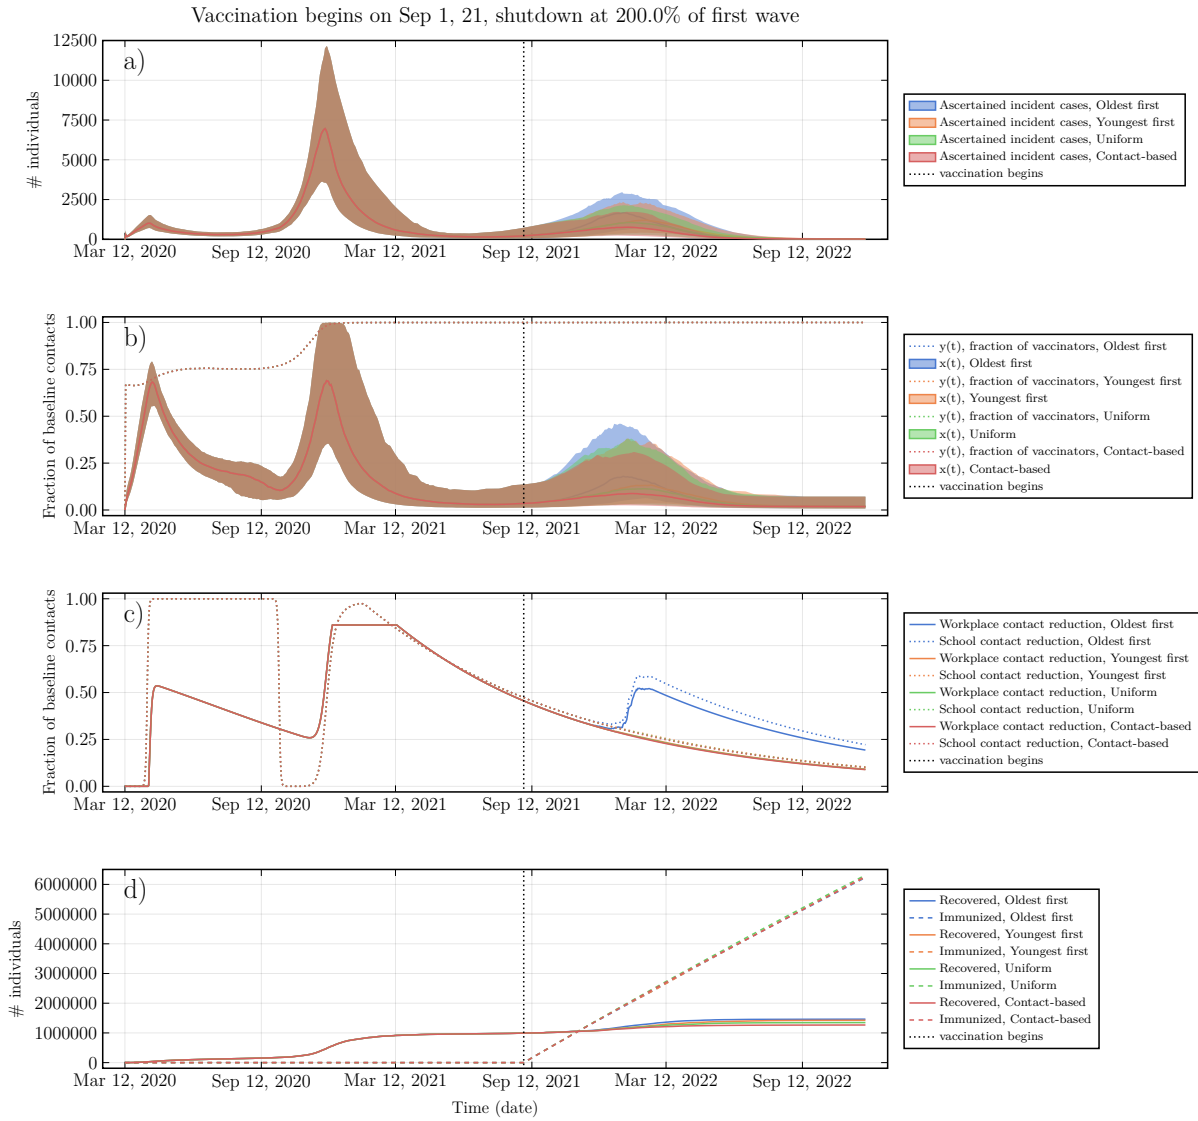 Vaccination begins on Sep 1, 21, shutdown at 200.0% of first wave
a)
# individuals
12500
10000
7500
5000
2500
0
Mar 12, 2020
Sep 12, 2020
Mar 12, 2021
Sep 12, 2021
Mar 12, 2022
Sep 12, 2022
Ascertained incident cases, Oldest first
Ascertained incident cases, Youngest first
Ascertained incident cases, Uniform
Ascertained incident cases, Contact-based
vaccination begins
b)
Fraction of baseline contacts
1.00
0.75
0.50
0.25
0.00
Mar 12, 2020
Sep 12, 2020
Mar 12, 2021
Sep 12, 2021
Mar 12, 2022
Sep 12, 2022
y(t), fraction of vaccinators, Oldest first
x(t), Oldest first
y(t), fraction of vaccinators, Youngest first
x(t), Youngest first
y(t), fraction of vaccinators, Uniform
x(t), Uniform
y(t), fraction of vaccinators, Contact-based
x(t), Contact-based
vaccination begins
c)
Fraction of baseline contacts
1.00
0.75
0.50
0.25
0.00
Mar 12, 2020
Sep 12, 2020
Mar 12, 2021
Sep 12, 2021
Mar 12, 2022
Sep 12, 2022
Workplace contact reduction, Oldest first
School contact reduction, Oldest first
Workplace contact reduction, Youngest first
School contact reduction, Youngest first
Workplace contact reduction, Uniform
School contact reduction, Uniform
Workplace contact reduction, Contact-based
School contact reduction, Contact-based
vaccination begins
d)
# individuals
6000000
5000000
4000000
3000000
2000000
1000000
0
Mar 12, 2020
Sep 12, 2020
Mar 12, 2021
Sep 12, 2021
Mar 12, 2022
Sep 12, 2022
Time (date)
Recovered, Oldest first
Immunized, Oldest first
Recovered, Youngest first
Immunized, Youngest first
Recovered, Uniform
Immunized, Uniform
Recovered, Contact-based
Immunized, Contact-based
vaccination begins